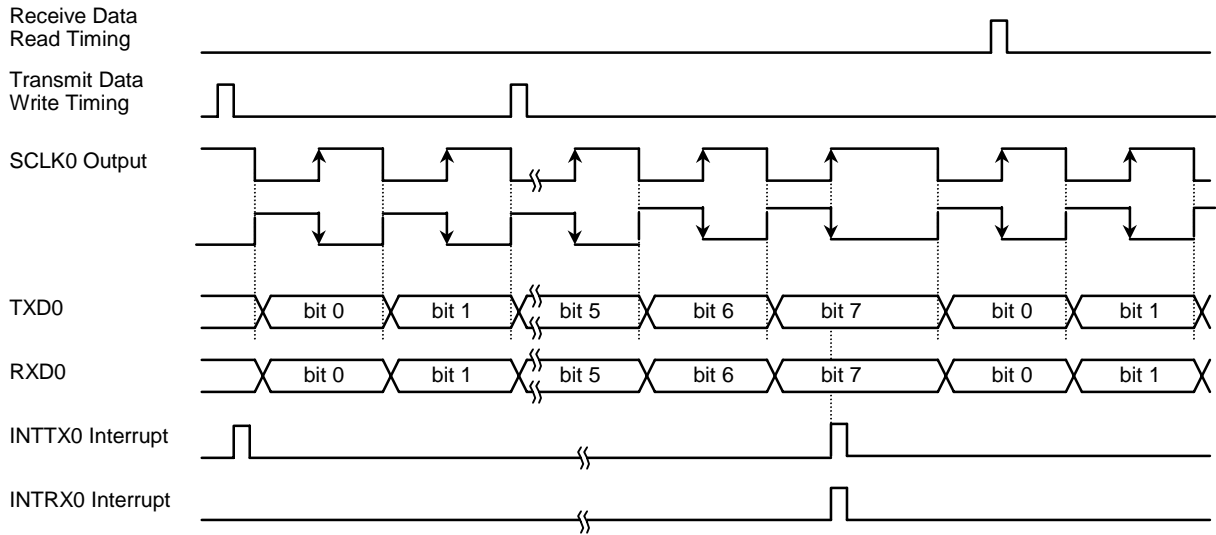 Receive Data
Read Timing
Transmit Data
Write Timing
SCLK0 Output
TXD0
bit 0 bit 1 bit 5 bit 6 bit 7 bit 0 bit 1
RXD0
bit 0 bit 1 bit 5 bit 6 bit 7 bit 0 bit 1
INTTX0 Interrupt
INTRX0 Interrupt